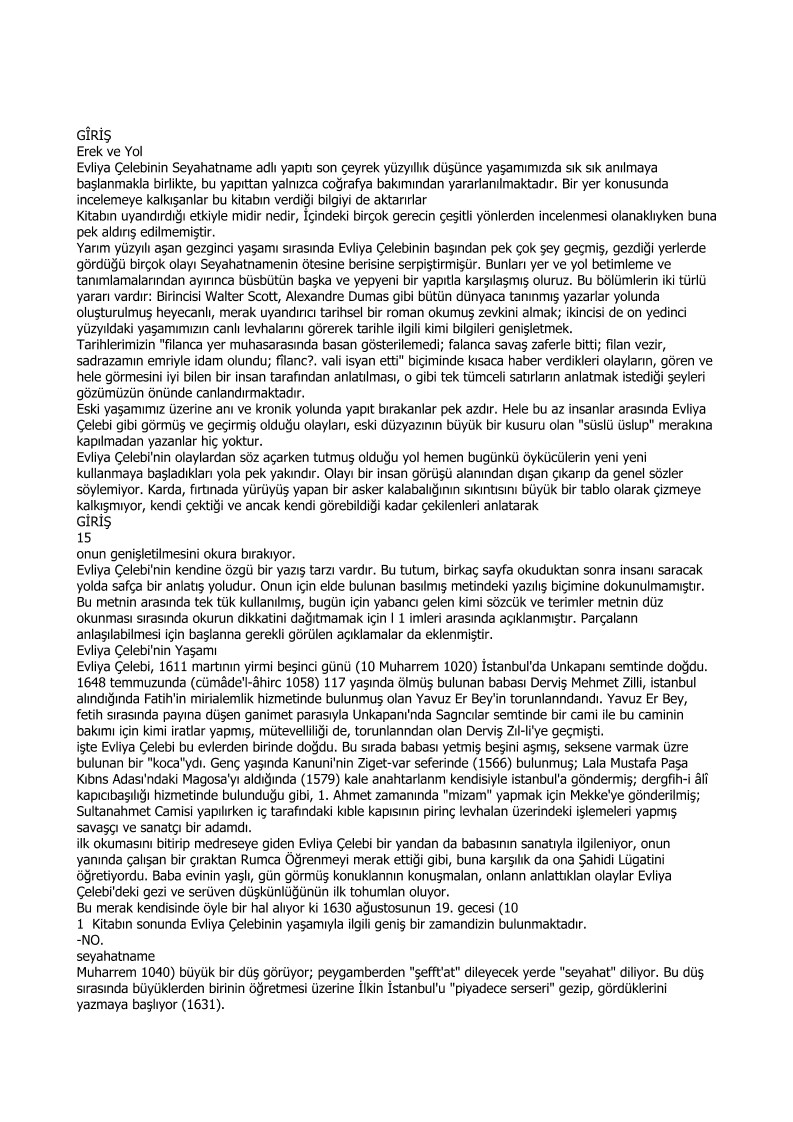 GÎRİŞ
Erek ve Yol
Evliya Çelebinin Seyahatname adlı yapıtı son çeyrek yüzyıllık düşünce yaşamımızda sık sık anılmaya
başlanmakla birlikte, bu yapıttan yalnızca coğrafya bakımından yararlanılmaktadır. Bir yer konusunda
incelemeye kalkışanlar bu kitabın verdiği bilgiyi de aktarırlar
Kitabın uyandırdığı etkiyle midir nedir, İçindeki birçok gerecin çeşitli yönlerden incelenmesi olanaklıyken buna
pek aldırış edilmemiştir.
Yarım yüzyılı aşan gezginci yaşamı sırasında Evliya Çelebinin başından pek çok şey geçmiş, gezdiği yerlerde
gördüğü birçok olayı Seyahatnamenin ötesine berisine serpiştirmişür. Bunları yer ve yol betimleme ve
tanımlamalarından ayırınca büsbütün başka ve yepyeni bir yapıtla karşılaşmış oluruz. Bu bölümlerin iki türlü
yararı vardır: Birincisi Walter Scott, Alexandre Dumas gibi bütün dünyaca tanınmış yazarlar yolunda
oluşturulmuş heyecanlı, merak uyandırıcı tarihsel bir roman okumuş zevkini almak; ikincisi de on yedinci
yüzyıldaki yaşamımızın canlı levhalarını görerek tarihle ilgili kimi bilgileri genişletmek.
Tarihlerimizin "filanca yer muhasarasında basan gösterilemedi; falanca savaş zaferle bitti; filan vezir,
sadrazamın emriyle idam olundu; fîlanc?. vali isyan etti" biçiminde kısaca haber verdikleri olayların, gören ve
hele görmesini iyi bilen bir insan tarafından anlatılması, o gibi tek tümceli satırların anlatmak istediği şeyleri
gözümüzün önünde canlandırmaktadır.
Eski yaşamımız üzerine anı ve kronik yolunda yapıt bırakanlar pek azdır. Hele bu az insanlar arasında Evliya
Çelebi gibi görmüş ve geçirmiş olduğu olayları, eski düzyazının büyük bir kusuru olan "süslü üslup" merakına
kapılmadan yazanlar hiç yoktur.
Evliya Çelebi'nin olaylardan söz açarken tutmuş olduğu yol hemen bugünkü öykücülerin yeni yeni
kullanmaya başladıkları yola pek yakındır. Olayı bir insan görüşü alanından dışan çıkarıp da genel sözler
söylemiyor. Karda, fırtınada yürüyüş yapan bir asker kalabalığının sıkıntısını büyük bir tablo olarak çizmeye
kalkışmıyor, kendi çektiği ve ancak kendi görebildiği kadar çekilenleri anlatarak
GİRİŞ
15
onun genişletilmesini okura bırakıyor.
Evliya Çelebi'nin kendine özgü bir yazış tarzı vardır. Bu tutum, birkaç sayfa okuduktan sonra insanı saracak
yolda safça bir anlatış yoludur. Onun için elde bulunan basılmış metindeki yazılış biçimine dokunulmamıştır.
Bu metnin arasında tek tük kullanılmış, bugün için yabancı gelen kimi sözcük ve terimler metnin düz
okunması sırasında okurun dikkatini dağıtmamak için l 1 imleri arasında açıklanmıştır. Parçalann
anlaşılabilmesi için başlanna gerekli görülen açıklamalar da eklenmiştir.
Evliya Çelebi'nin Yaşamı
Evliya Çelebi, 1611 martının yirmi beşinci günü (10 Muharrem 1020) İstanbul'da Unkapanı semtinde doğdu.
1648 temmuzunda (cümâde'l-âhirc 1058) 117 yaşında ölmüş bulunan babası Derviş Mehmet Zilli, istanbul
alındığında Fatih'in mirialemlik hizmetinde bulunmuş olan Yavuz Er Bey'in torunlanndandı. Yavuz Er Bey,
fetih sırasında payına düşen ganimet parasıyla Unkapanı'nda Sagncılar semtinde bir cami ile bu caminin
bakımı için kimi iratlar yapmış, mütevelliliği de, torunlanndan olan Derviş Zıl-li'ye geçmişti.
işte Evliya Çelebi bu evlerden birinde doğdu. Bu sırada babası yetmiş beşini aşmış, seksene varmak üzre
bulunan bir "koca"ydı. Genç yaşında Kanuni'nin Ziget-var seferinde (1566) bulunmuş; Lala Mustafa Paşa
Kıbns Adası'ndaki Magosa'yı aldığında (1579) kale anahtarlanm kendisiyle istanbul'a göndermiş; dergfih-i âlî
kapıcıbaşılığı hizmetinde bulunduğu gibi, 1. Ahmet zamanında "mizam" yapmak için Mekke'ye gönderilmiş;
Sultanahmet Camisi yapılırken iç tarafındaki kıble kapısının pirinç levhalan üzerindeki işlemeleri yapmış
savaşçı ve sanatçı bir adamdı.
ilk okumasını bitirip medreseye giden Evliya Çelebi bir yandan da babasının sanatıyla ilgileniyor, onun
yanında çalışan bir çıraktan Rumca Öğrenmeyi merak ettiği gibi, buna karşılık da ona Şahidi Lügatini
öğretiyordu. Baba evinin yaşlı, gün görmüş konuklannın konuşmalan, onlann anlattıklan olaylar Evliya
Çelebi'deki gezi ve serüven düşkünlüğünün ilk tohumlan oluyor.
Bu merak kendisinde öyle bir hal alıyor ki 1630 ağustosunun 19. gecesi (10
1 Kitabın sonunda Evliya Çelebinin yaşamıyla ilgili geniş bir zamandizin bulunmaktadır.
-NO.
seyahatname
Muharrem 1040) büyük bir düş görüyor; peygamberden "şefft'at" dileyecek yerde "seyahat" diliyor. Bu düş
sırasında büyüklerden birinin öğretmesi üzerine İlkin İstanbul'u "piyadece serseri" gezip, gördüklerini
yazmaya başlıyor (1631).